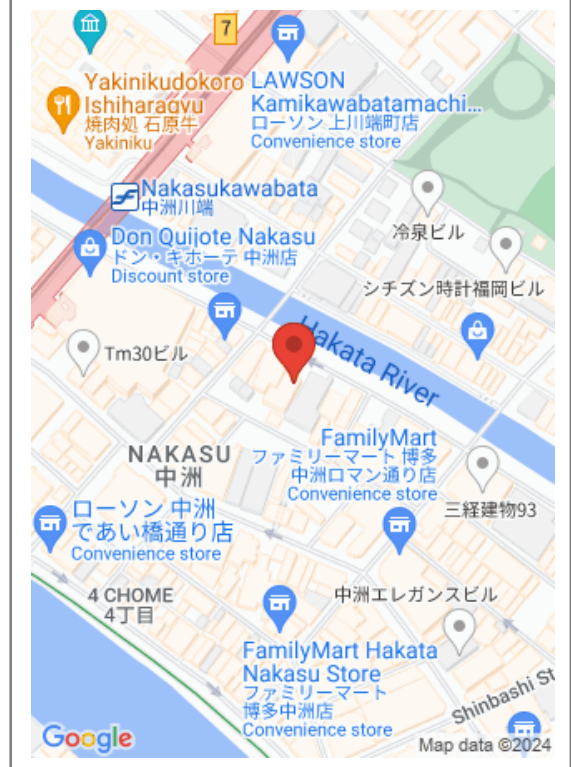 7
Yakinikudokoro
Ishiharagyu
焼肉処 石原牛
Yakiniku
LAWSON
Kamikawabatamachi...
ローソン 上川端町店
Convenience store
Nakasukawabata
中洲川端
冷泉ビル
Don Quijote Nakasu
ドン・キホーテ 中洲店
Discount store
シチズン時計福岡ビル
Hakata River
Tm30ビル
NAKASU
中洲
FamilyMart
ファミリーマート 博多
中洲ロマン通り店
Convenience store
三経建物93
ローソン 中洲
であい橋通り店
Convenience store
4 CHOME
4丁目
中洲エレガンスビル
FamilyMart Hakata
Nakasu Store
ファミリーマート
博多中洲店
Convenience store
Shinbashi St
Google
Map data ©2024